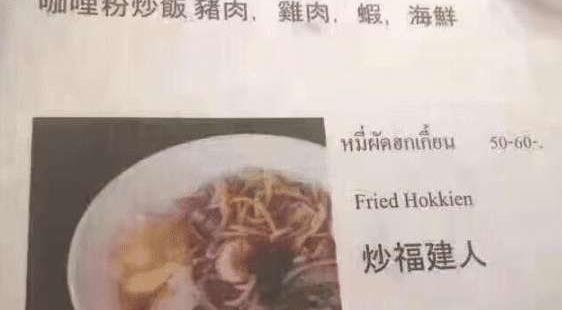 咖哩粉炒飯 豬肉, 雞肉, 蝦, 海鮮
หมี่ผัดฮกเกี้ยน 50-60-.
Fried Hokkien
炒福建人